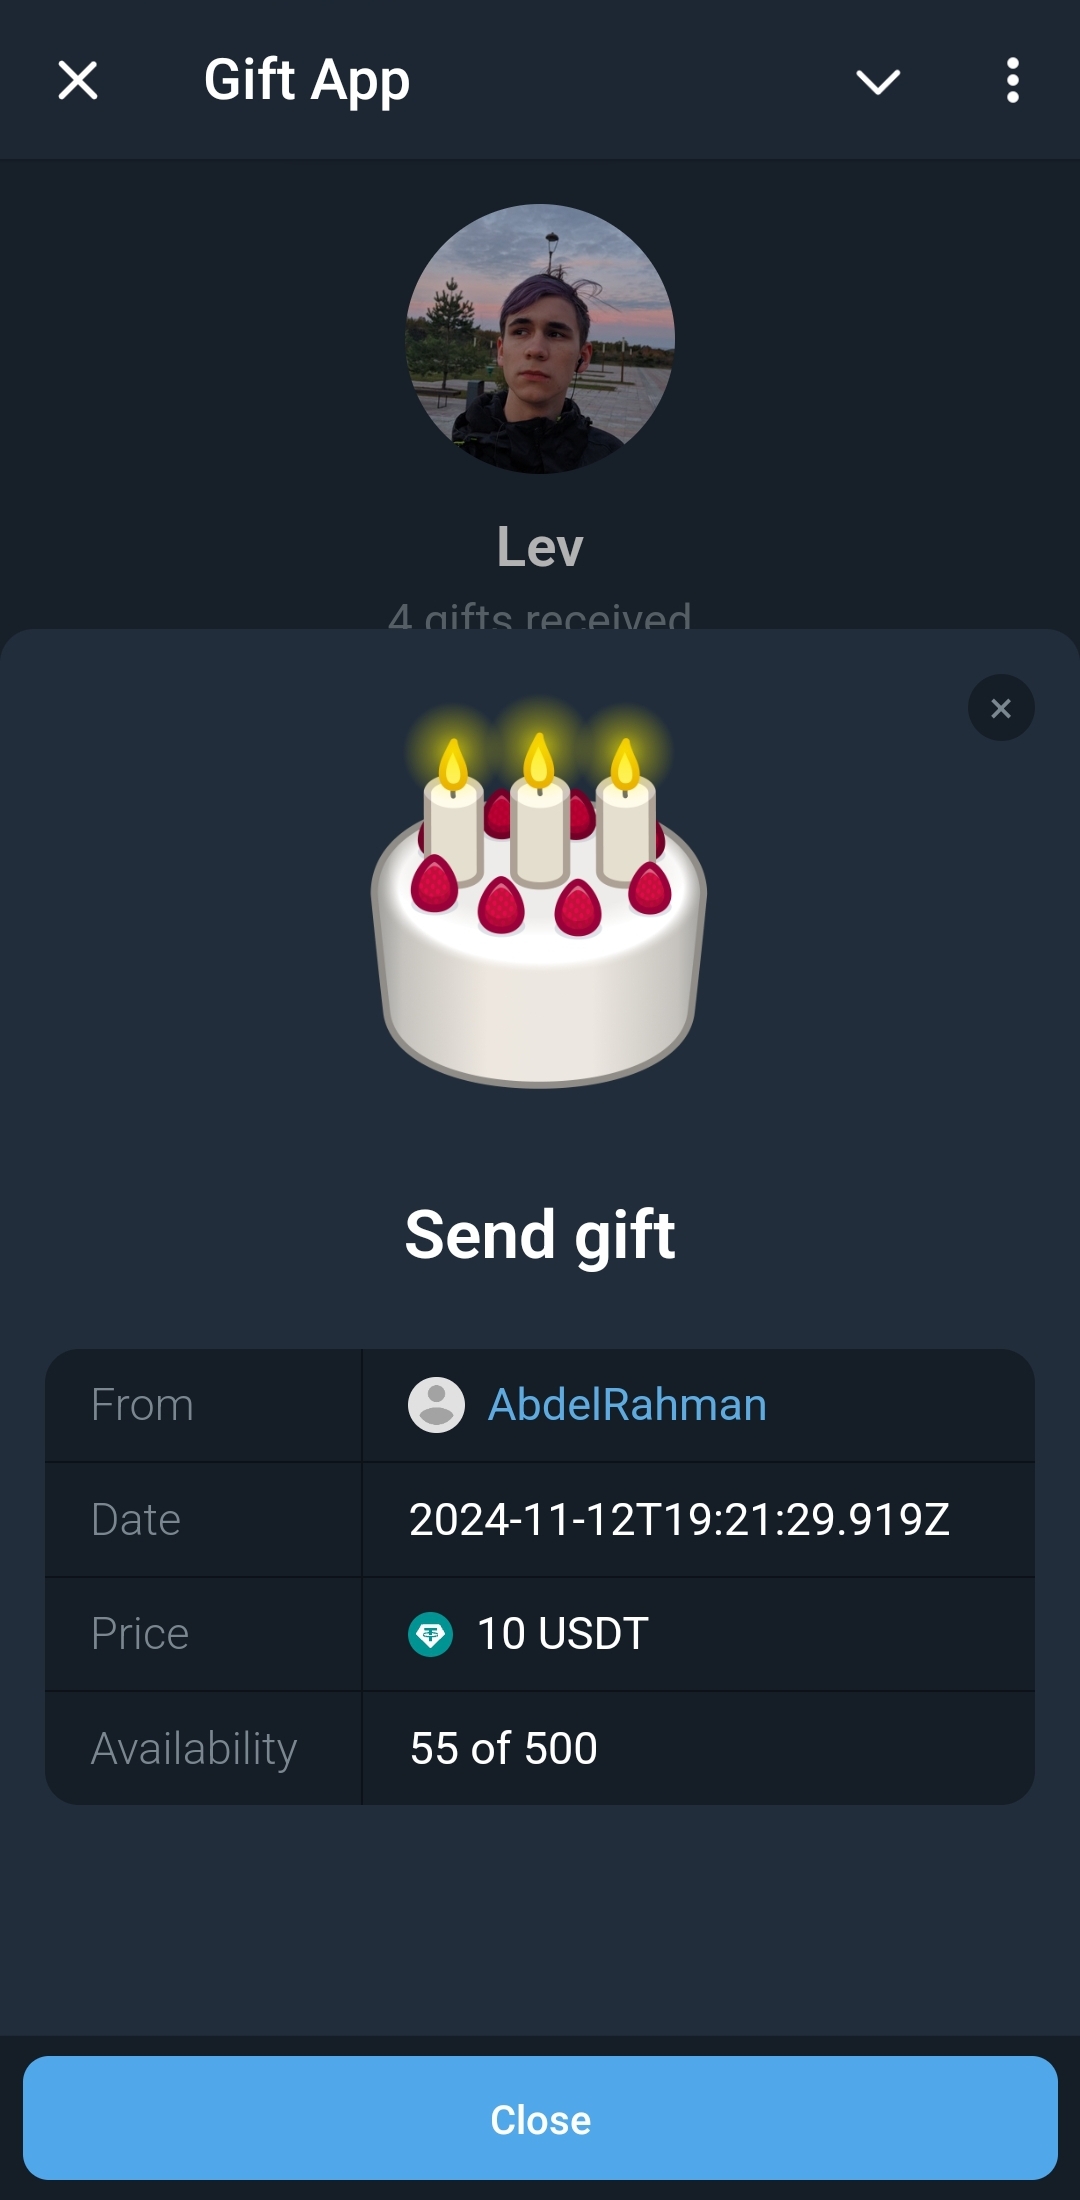 Gift App
Lev
4 gifts received
Send gift
From AbdelRahman
Date 2024-11-12T19:21:29.919Z
Price 10 USDT
Availability 55 of 500
Close